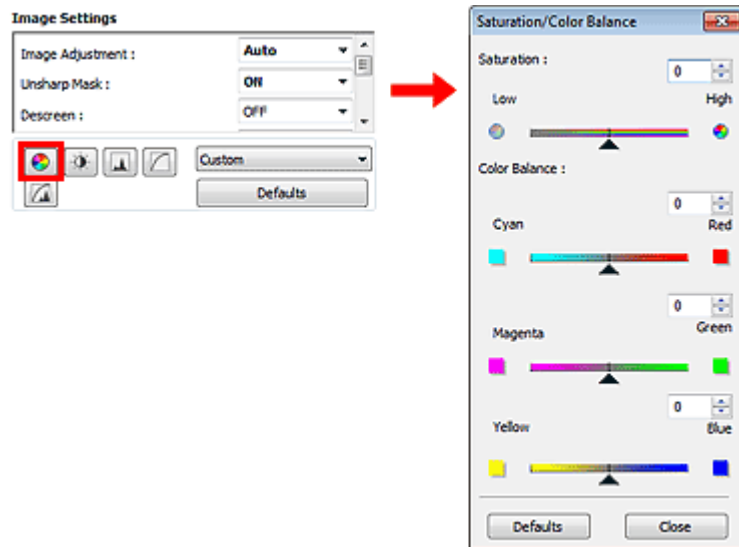 Image Settings
Image Adjustment : Auto
Unsharp Mask : ON
Descreen : OFF
Custom
Defaults
Saturation/Color Balance
Saturation :
0
Low High
Color Balance :
0
Cyan Red
0
Magenta Green
0
Yellow Blue
Defaults Close